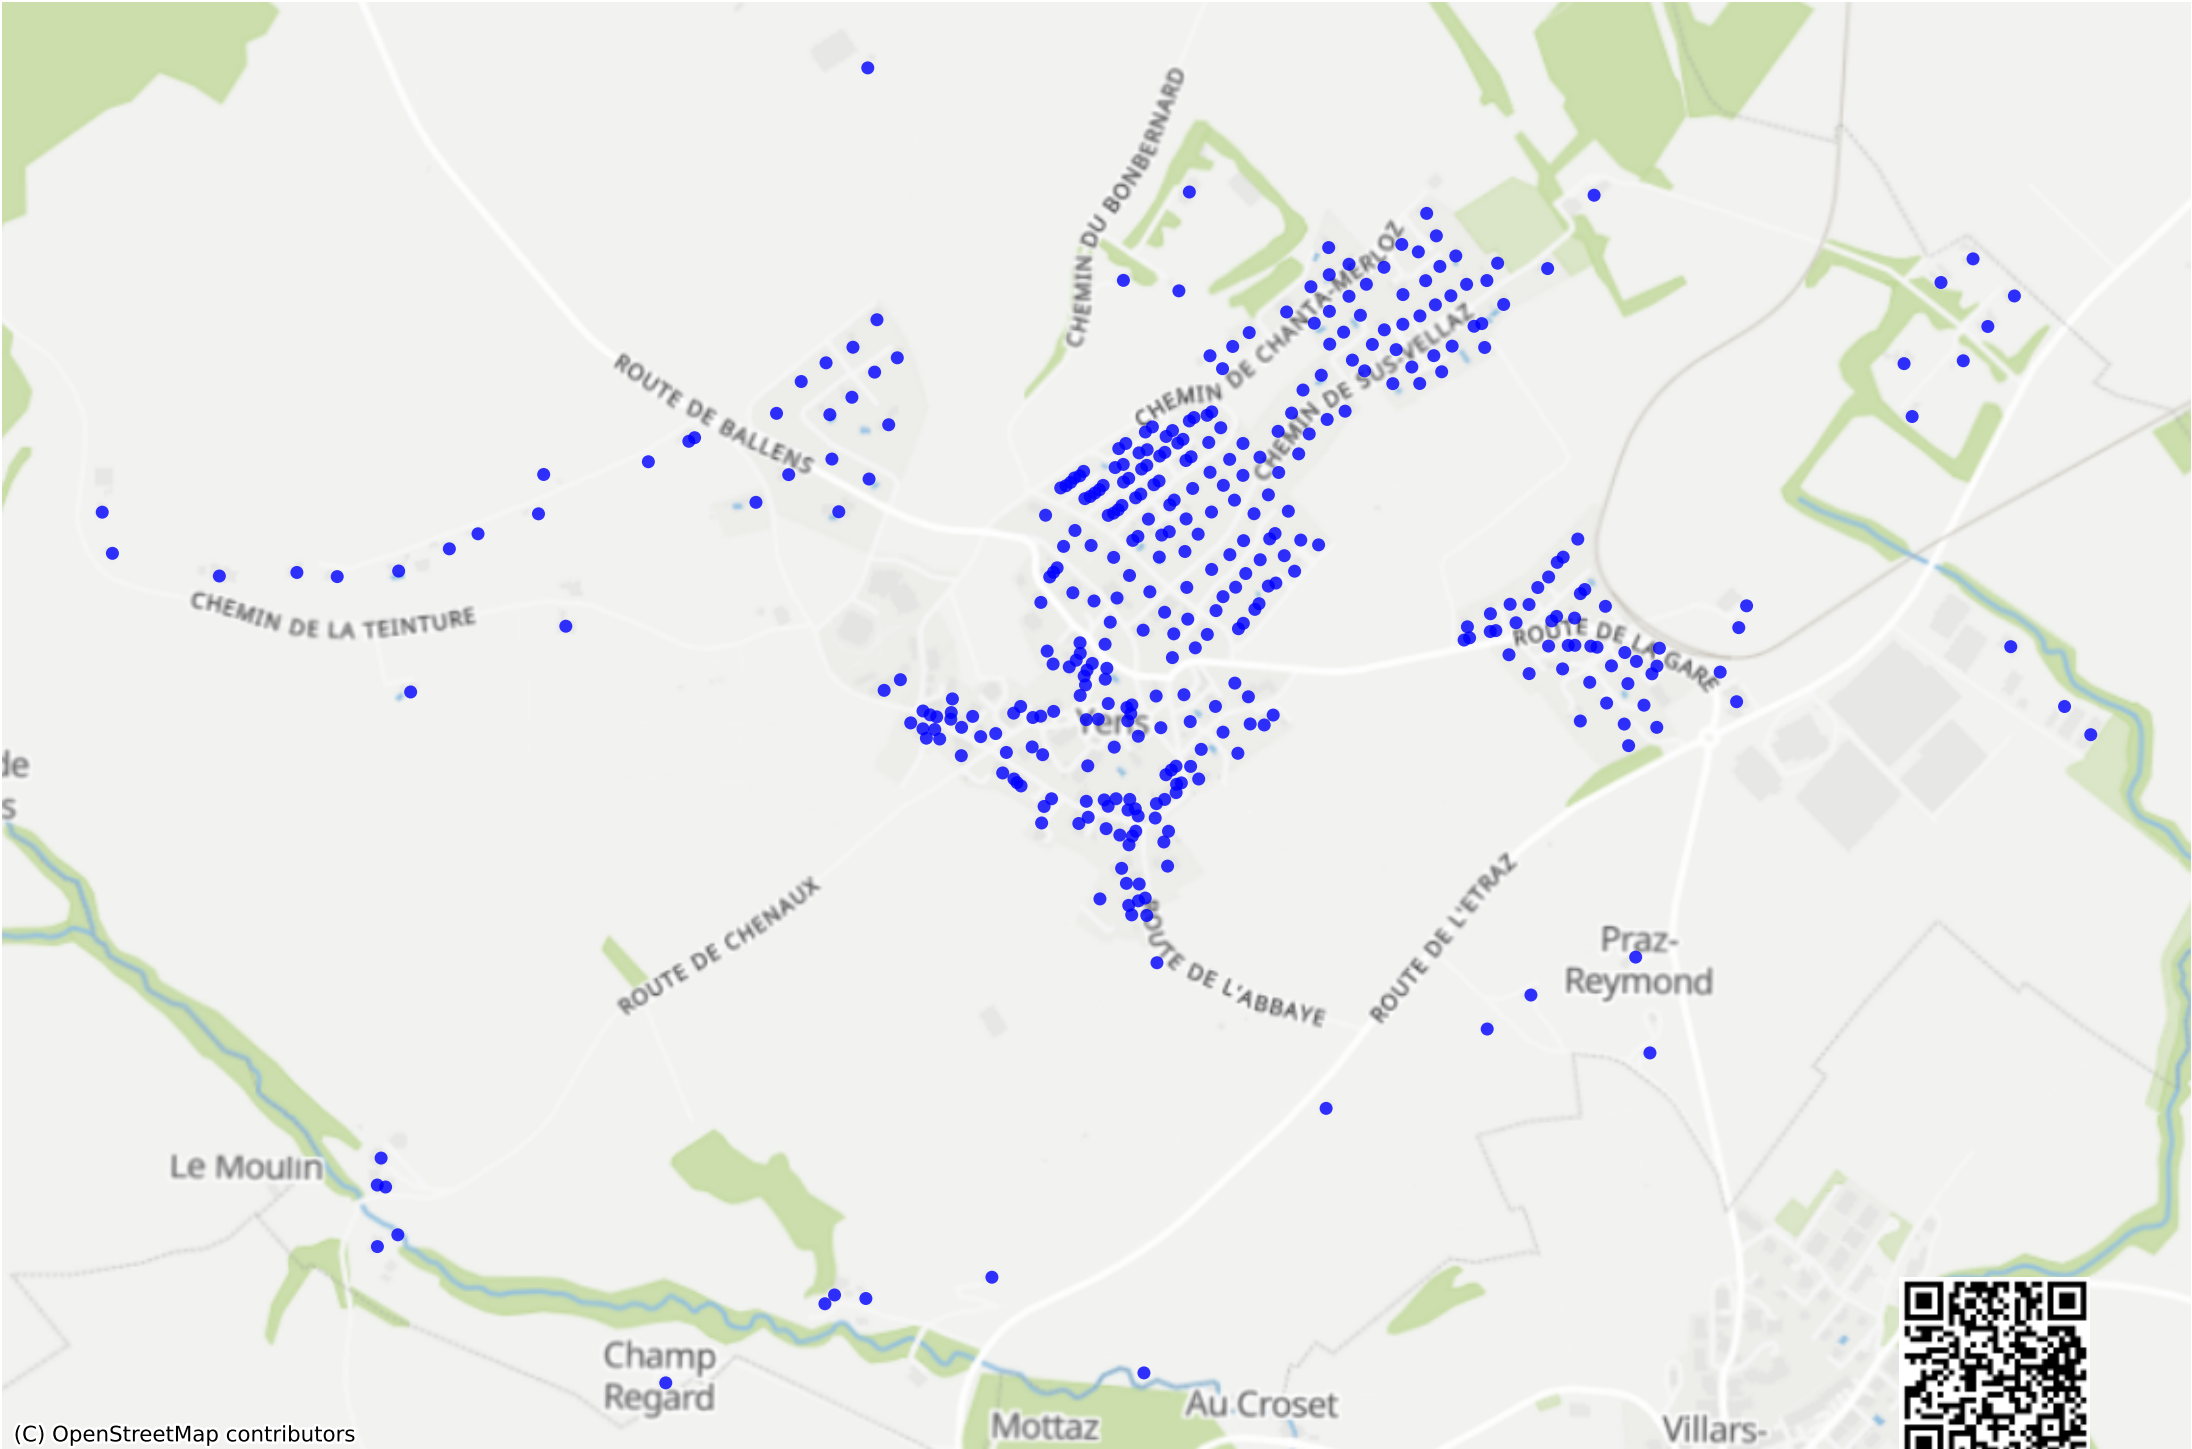 CHEMIN DU BONBERNARD
CHEMIN DE CHANTA-MERLOZ
CHEMIN DE SUS-VELLAZ
ROUTE DE BALLENS
CHEMIN DE LA TEINTURE
ROUTE DE LA GARE
Yens
de
s
ROUTE DE CHENAUX
ROUTE DE L'ETRAZ
ROUTE DE L'ABBAYE
Praz-
Reymond
Le Moulin
Champ
Regard
Au Croset
Mottaz
Villars-
(C) OpenStreetMap contributors